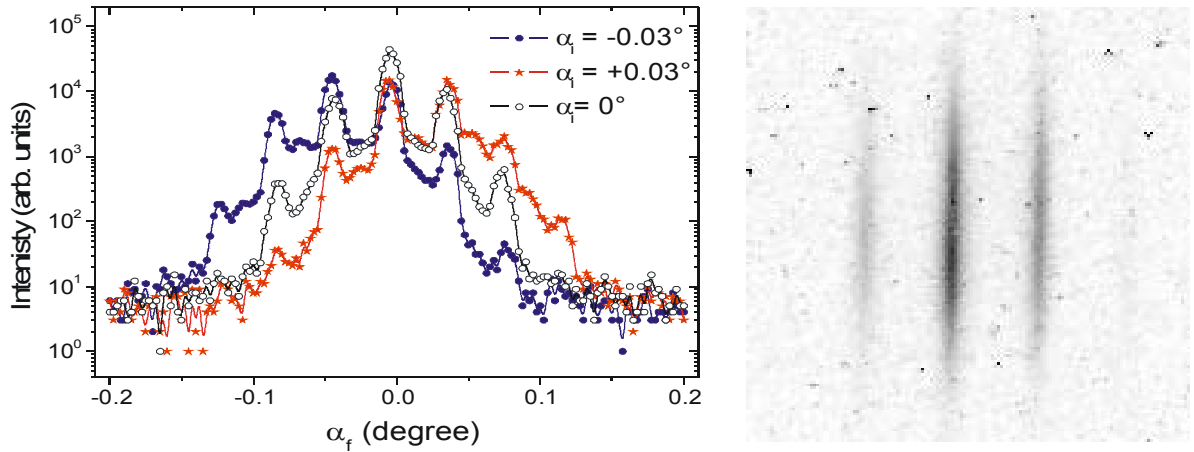 10⁵
10⁴
10³
10²
10¹
10⁰
Intenisty (arb. units)
αᵢ = -0.03°
αᵢ = +0.03°
αᵢ= 0°
-0.2
-0.1
0.0
0.1
0.2
α_f (degree)